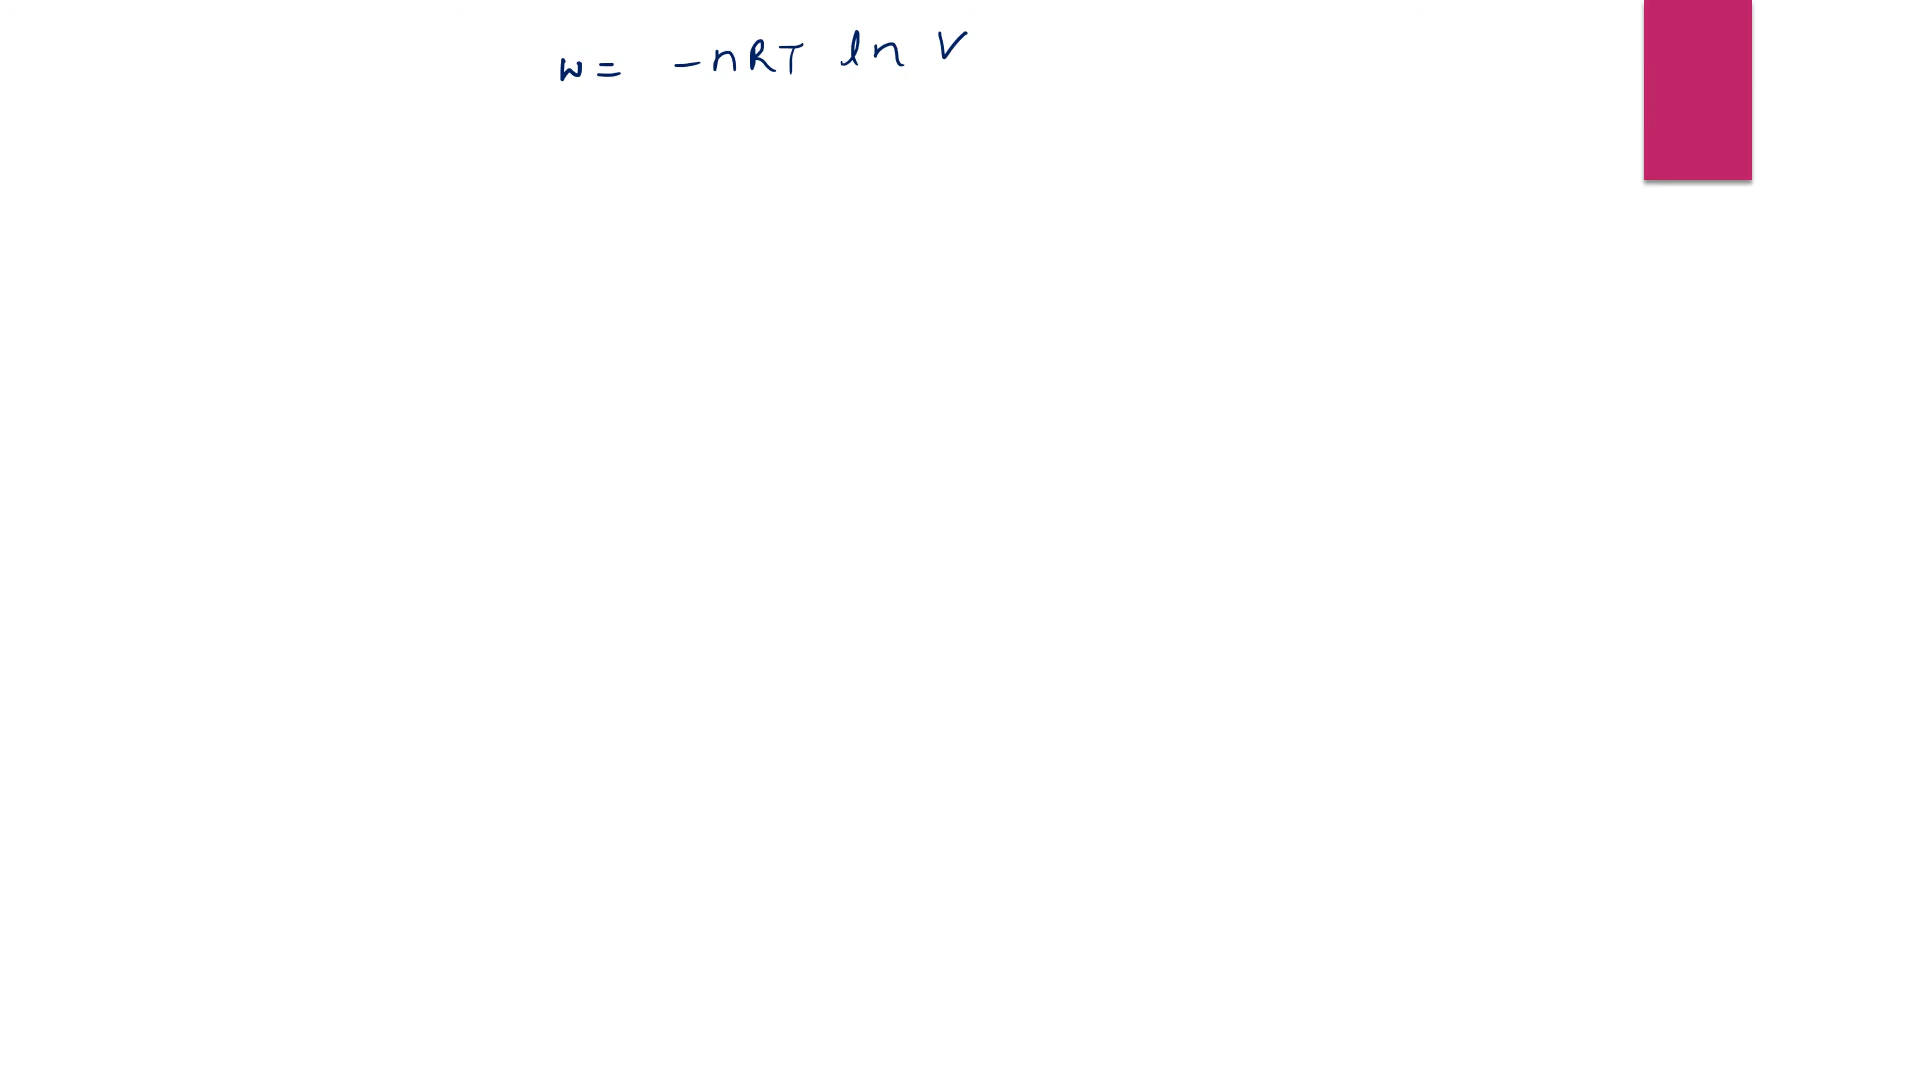 w = -nRT ln V